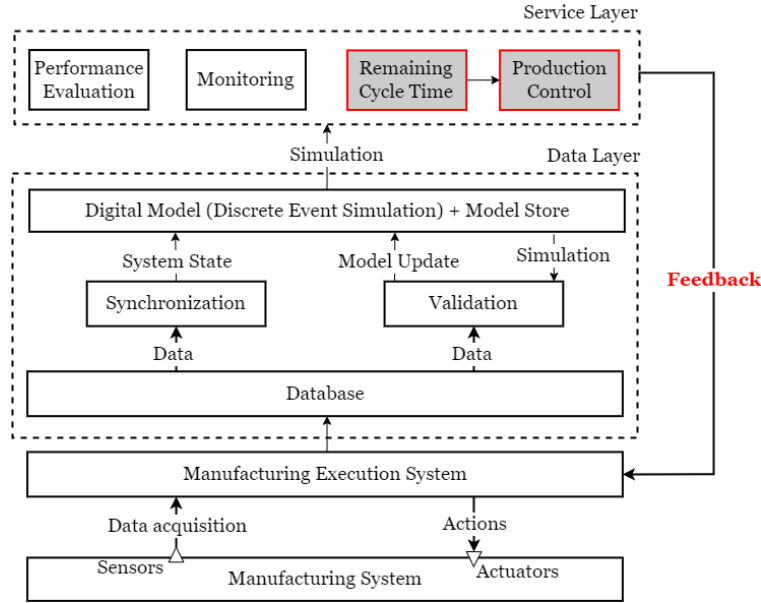 Service Layer
Performance
Evaluation
Monitoring
Remaining
Cycle Time
Production
Control
Simulation
Data Layer
Digital Model (Discrete Event Simulation) + Model Store
System State
Model Update
Simulation
Feedback
Synchronization
Validation
Data
Data
Database
Manufacturing Execution System
Data acquisition
Actions
Sensors
Manufacturing System
Actuators